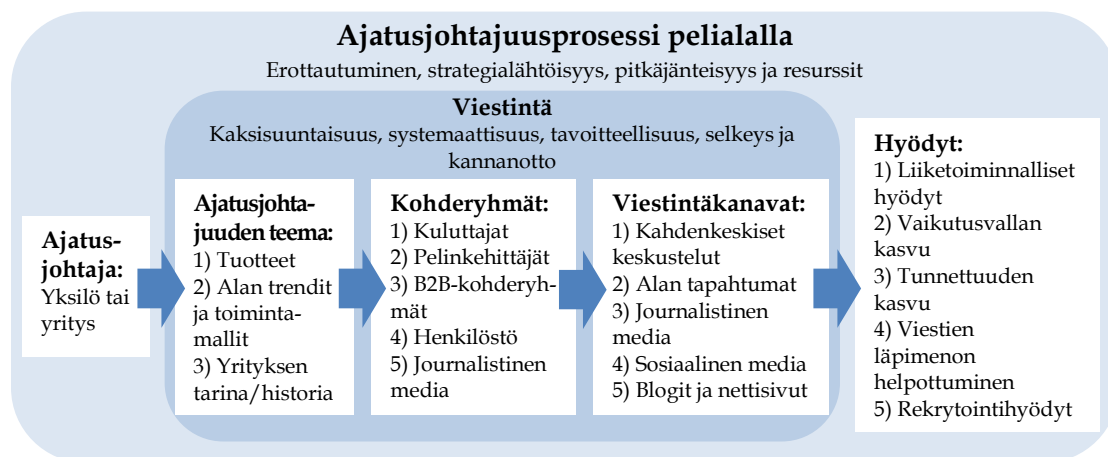 Ajatusjohtajuusprosessi pelialalla
Erottautuminen, strategialähtöisyys, pitkäjänteisyys ja resurssit
Viestintä
Kaksisuuntaisuus, systemaattisuus, tavoitteellisuus, selkeys ja
kannanotto
Ajatus-
johtaja:
Yksilö tai
yritys
Ajatusjohta-
juuden teema:
1) Tuotteet
2) Alan trendit
ja toiminta-
mallit
3) Yrityksen
tarina/historia
Kohderyhmät:
1) Kuluttajat
2) Pelinkehittäjät
3) B2B-kohderyh-
mät
4) Henkilöstö
5) Journalistinen
media
Viestintäkanavat:
1) Kahdenkeskiset
keskustelut
2) Alan tapahtumat
3) Journalistinen
media
4) Sosiaalinen media
5) Blogit ja nettisivut
Hyödyt:
1) Liiketoiminnalliset
hyödyt
2) Vaikutusvallan
kasvu
3) Tunnettuuden
kasvu
4) Viestien
läpimenon
helpottuminen
5) Rekrytointihyödyt